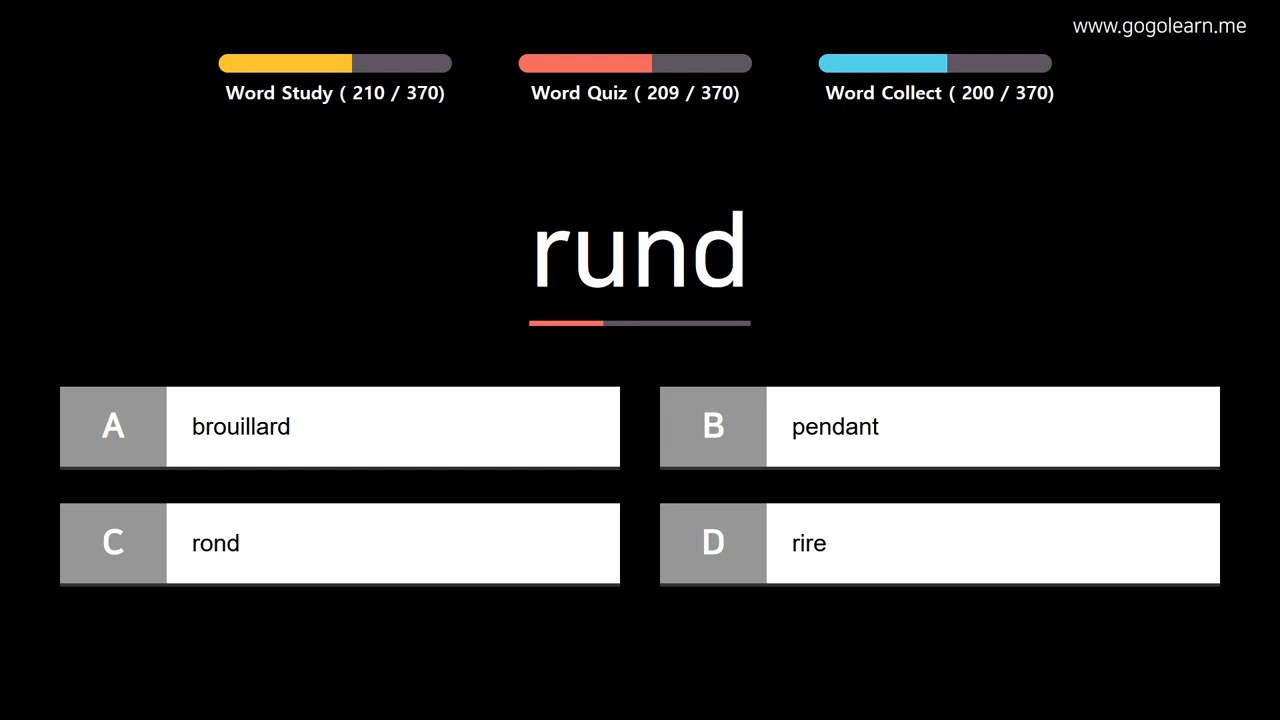 www.gogolearn.me
Word Study ( 210 / 370)
Word Quiz ( 209 / 370)
Word Collect ( 200 / 370)
rund
A brouillard
B pendant
C rond
D rire